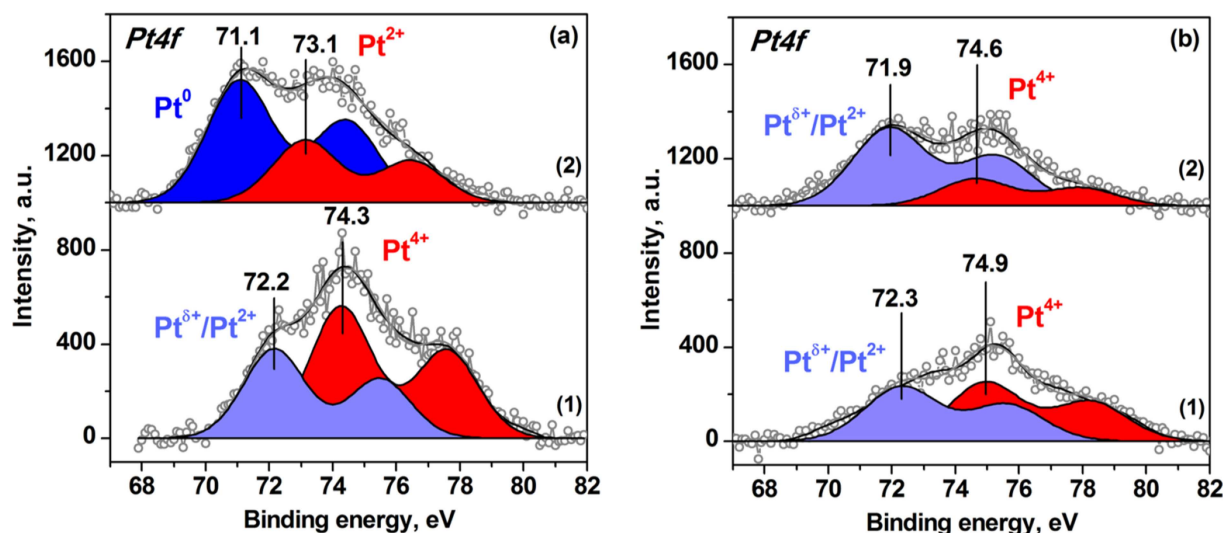 Pt4f
71.1
73.1
Pt²⁺
(a)
Pt⁰
(2)
74.3
Pt⁴⁺
72.2
Ptᵟ⁺/Pt²⁺
(1)
1600
1200
800
400
0
Intensity, a.u.
68 70 72 74 76 78 80 82
Binding energy, eV
Pt4f
71.9
74.6
Pt⁴⁺
(b)
Ptᵟ⁺/Pt²⁺
(2)
74.9
72.3
Pt⁴⁺
Ptᵟ⁺/Pt²⁺
(1)
1600
1200
800
400
0
Intensity, a.u.
68 70 72 74 76 78 80 82
Binding energy, eV